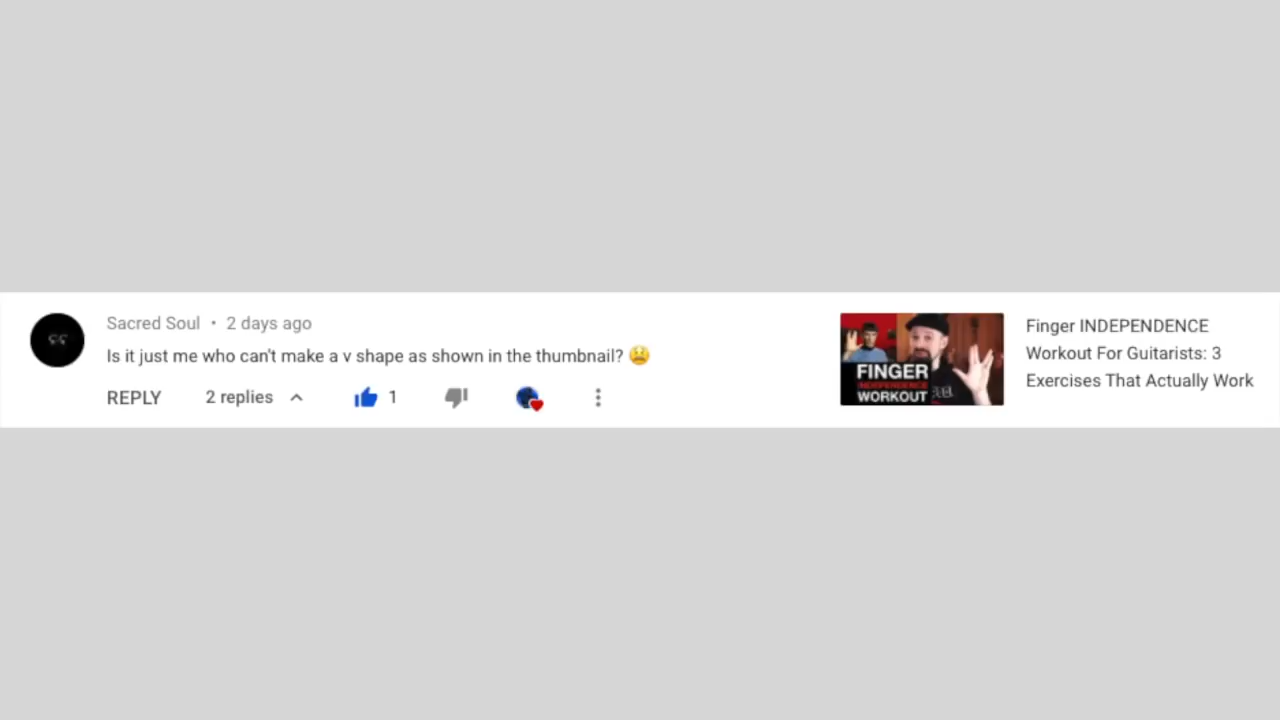 Sacred Soul • 2 days ago
Is it just me who can't make a v shape as shown in the thumbnail? 😫
REPLY 2 replies 1
FINGER
INDEPENDENCE
WORKOUT
Finger INDEPENDENCE
Workout For Guitarists: 3
Exercises That Actually Work